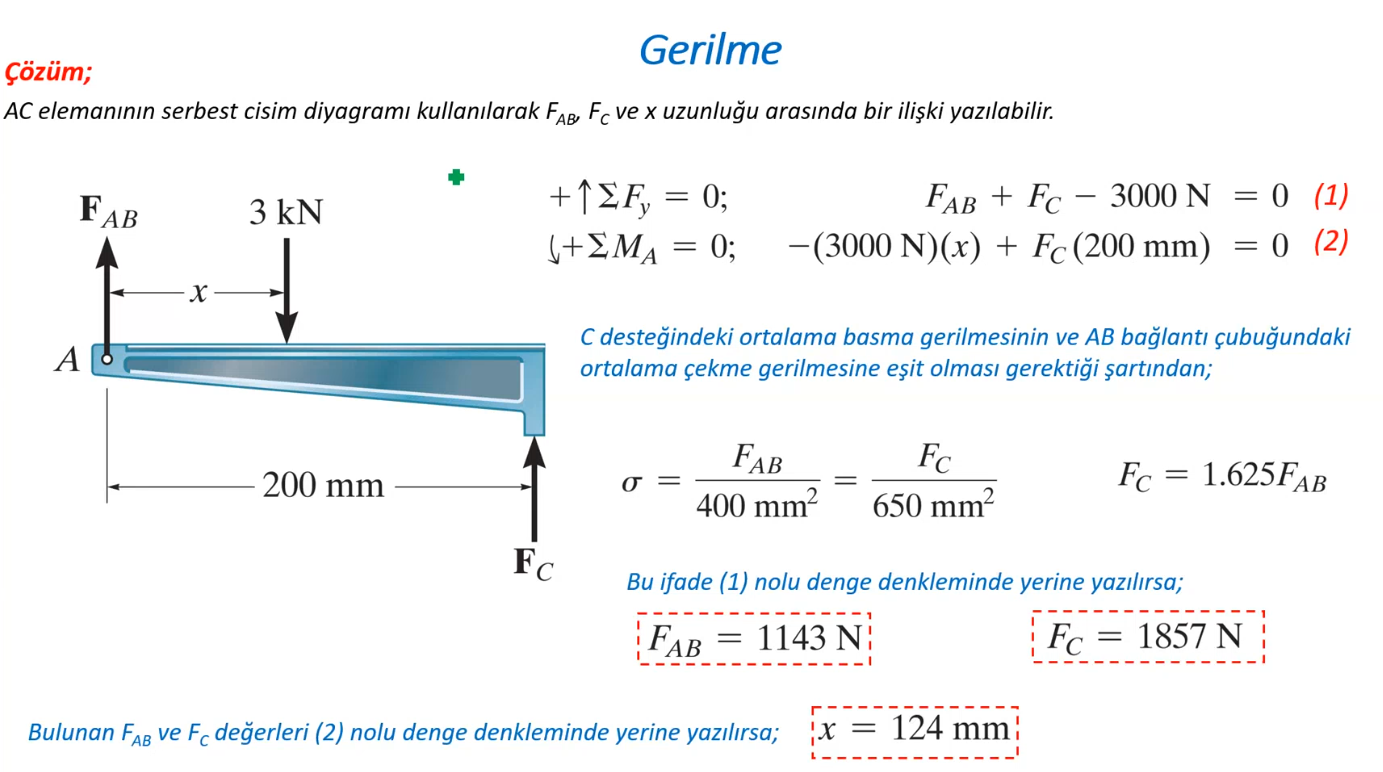 Gerilme
Çözüm;
AC elemanının serbest cisim diyagramı kullanılarak F_AB, F_C ve x uzunluğu arasında bir ilişki yazılabilir.
F_AB
3 kN
x
A
200 mm
F_C
+↑ΣF_y = 0; F_AB + F_C − 3000 N = 0 (1)
⤹+ΣM_A = 0; −(3000 N)(x) + F_C (200 mm) = 0 (2)
C desteğindeki ortalama basma gerilmesinin ve AB bağlantı çubuğundaki
ortalama çekme gerilmesine eşit olması gerektiği şartından;
σ = F_AB / 400 mm² = F_C / 650 mm² F_C = 1.625F_AB
Bu ifade (1) nolu denge denkleminde yerine yazılırsa;
F_AB = 1143 N F_C = 1857 N
Bulunan F_AB ve F_C değerleri (2) nolu denge denkleminde yerine yazılırsa; x = 124 mm